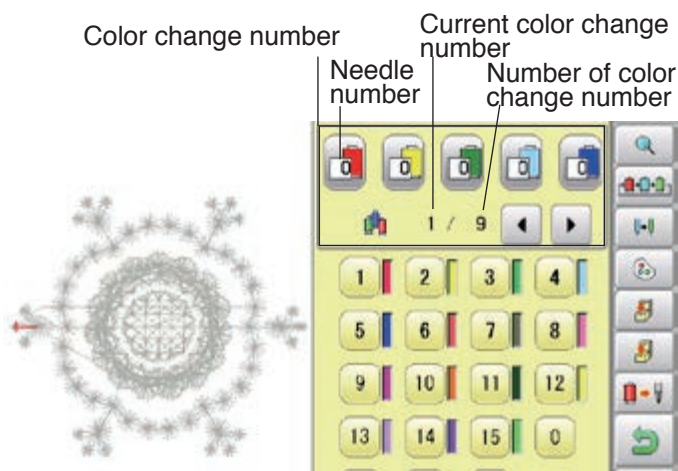 Color change number
Current color change
number
Needle
number
Number of color
change number
0 0 0 0 0
1 / 9
1 2 3 4
5 6 7 8
9 10 11 12
13 14 15 0